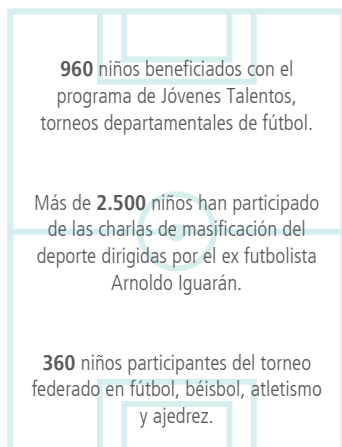 960 niños beneficiados con el
programa de Jóvenes Talentos,
torneos departamentales de fútbol.
Más de 2.500 niños han participado
de las charlas de masificación del
deporte dirigidas por el ex futbolista
Arnoldo Iguarán.
360 niños participantes del torneo
federado en fútbol, béisbol, atletismo
y ajedrez.